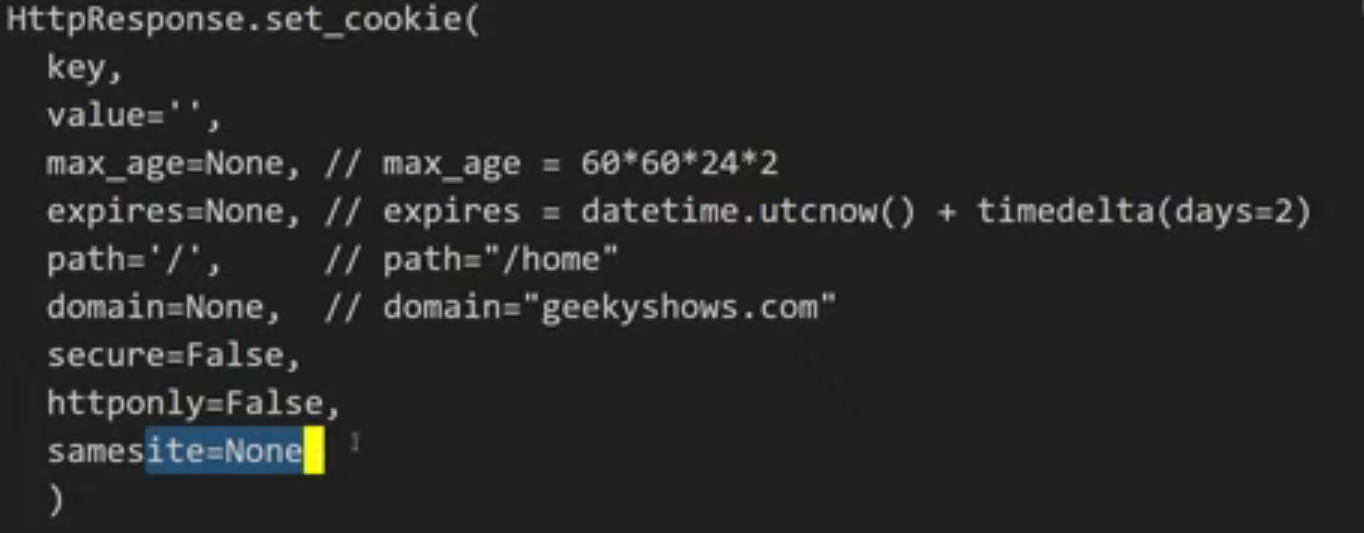 HttpResponse.set_cookie(
key,
value='',
max_age=None, // max_age = 60*60*24*2
expires=None, // expires = datetime.utcnow() + timedelta(days=2)
path='/', // path="/home"
domain=None, // domain="geekyshows.com"
secure=False,
httponly=False,
samesite=None
)